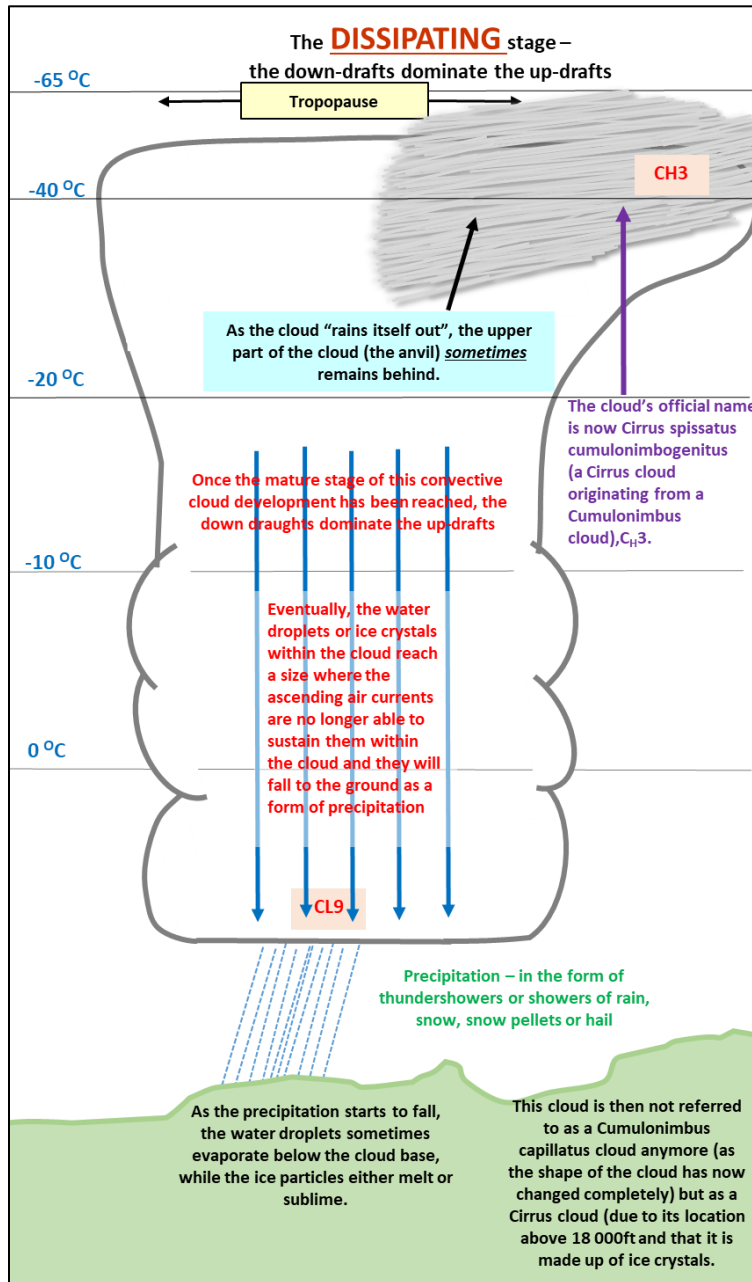 The DISSIPATING stage –
the down-drafts dominate the up-drafts
-65 °C
Tropopause
CH3
-40 °C
As the cloud “rains itself out”, the upper
part of the cloud (the anvil) sometimes
remains behind.
-20 °C
The cloud’s official name
is now Cirrus spissatus
cumulonimbogenitus
(a Cirrus cloud
originating from a
Cumulonimbus
cloud),CH3.
Once the mature stage of this convective
cloud development has been reached, the
down draughts dominate the up-drafts
-10 °C
Eventually, the water
droplets or ice crystals
within the cloud reach
a size where the
ascending air currents
are no longer able to
sustain them within
the cloud and they will
fall to the ground as a
form of precipitation
0 °C
CL9
Precipitation – in the form of
thundershowers or showers of rain,
snow, snow pellets or hail
As the precipitation starts to fall,
the water droplets sometimes
evaporate below the cloud base,
while the ice particles either melt or
sublime.
This cloud is then not referred
to as a Cumulonimbus
capillatus cloud anymore (as
the shape of the cloud has now
changed completely) but as a
Cirrus cloud (due to its location
above 18 000ft and that it is
made up of ice crystals.